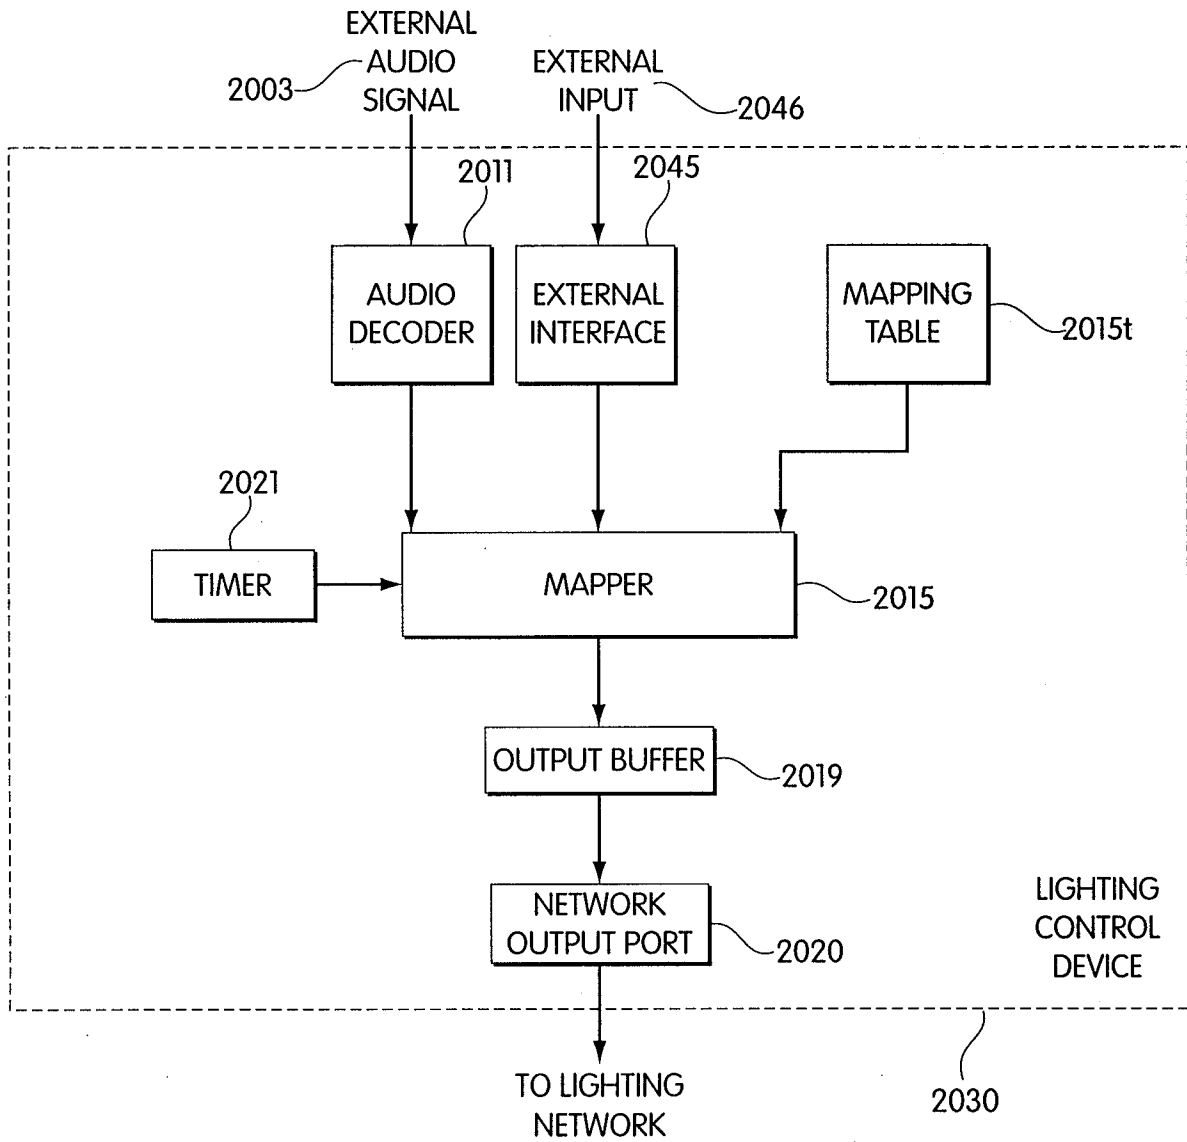 EXTERNAL
AUDIO
SIGNAL
2003
EXTERNAL
INPUT
2046
2011
2045
AUDIO
DECODER
EXTERNAL
INTERFACE
MAPPING
TABLE
2015t
2021
TIMER
MAPPER
2015
OUTPUT BUFFER
2019
NETWORK
OUTPUT PORT
2020
LIGHTING
CONTROL
DEVICE
TO LIGHTING
NETWORK
2030